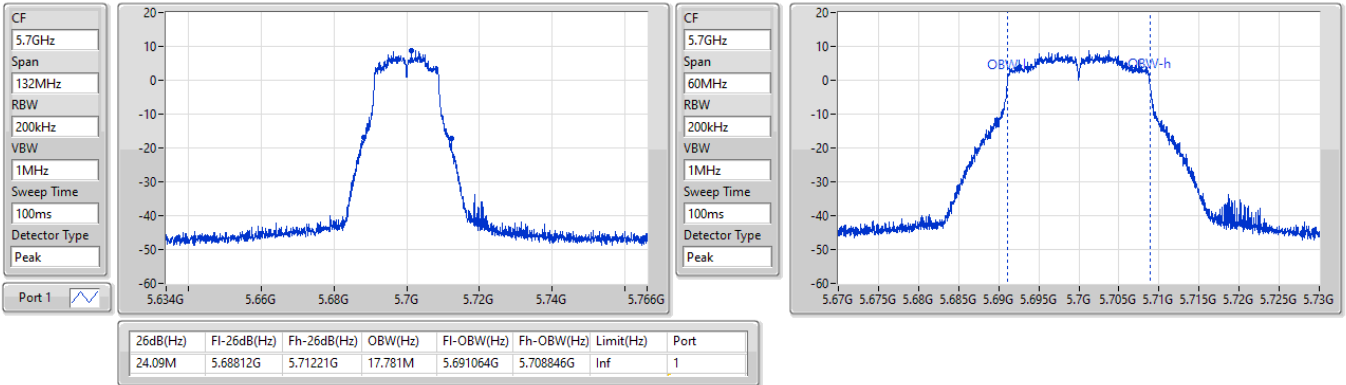 CF
5.7GHz
Span
132MHz
RBW
200kHz
VBW
1MHz
Sweep Time
100ms
Detector Type
Peak
Port 1
20
10
0
-10
-20
-30
-40
-50
-60
5.634G 5.66G 5.68G 5.7G 5.72G 5.74G 5.766G
CF
5.7GHz
Span
60MHz
RBW
200kHz
VBW
1MHz
Sweep Time
100ms
Detector Type
Peak
20
10
0
-10
-20
-30
-40
-50
-60
OBW-h
5.67G 5.675G 5.68G 5.685G 5.69G 5.695G 5.7G 5.705G 5.71G 5.715G 5.72G 5.725G 5.73G
26dB(Hz) Fl-26dB(Hz) Fh-26dB(Hz) OBW(Hz) Fl-OBW(Hz) Fh-OBW(Hz) Limit(Hz) Port
24.09M 5.68812G 5.71221G 17.781M 5.691064G 5.708846G Inf 1